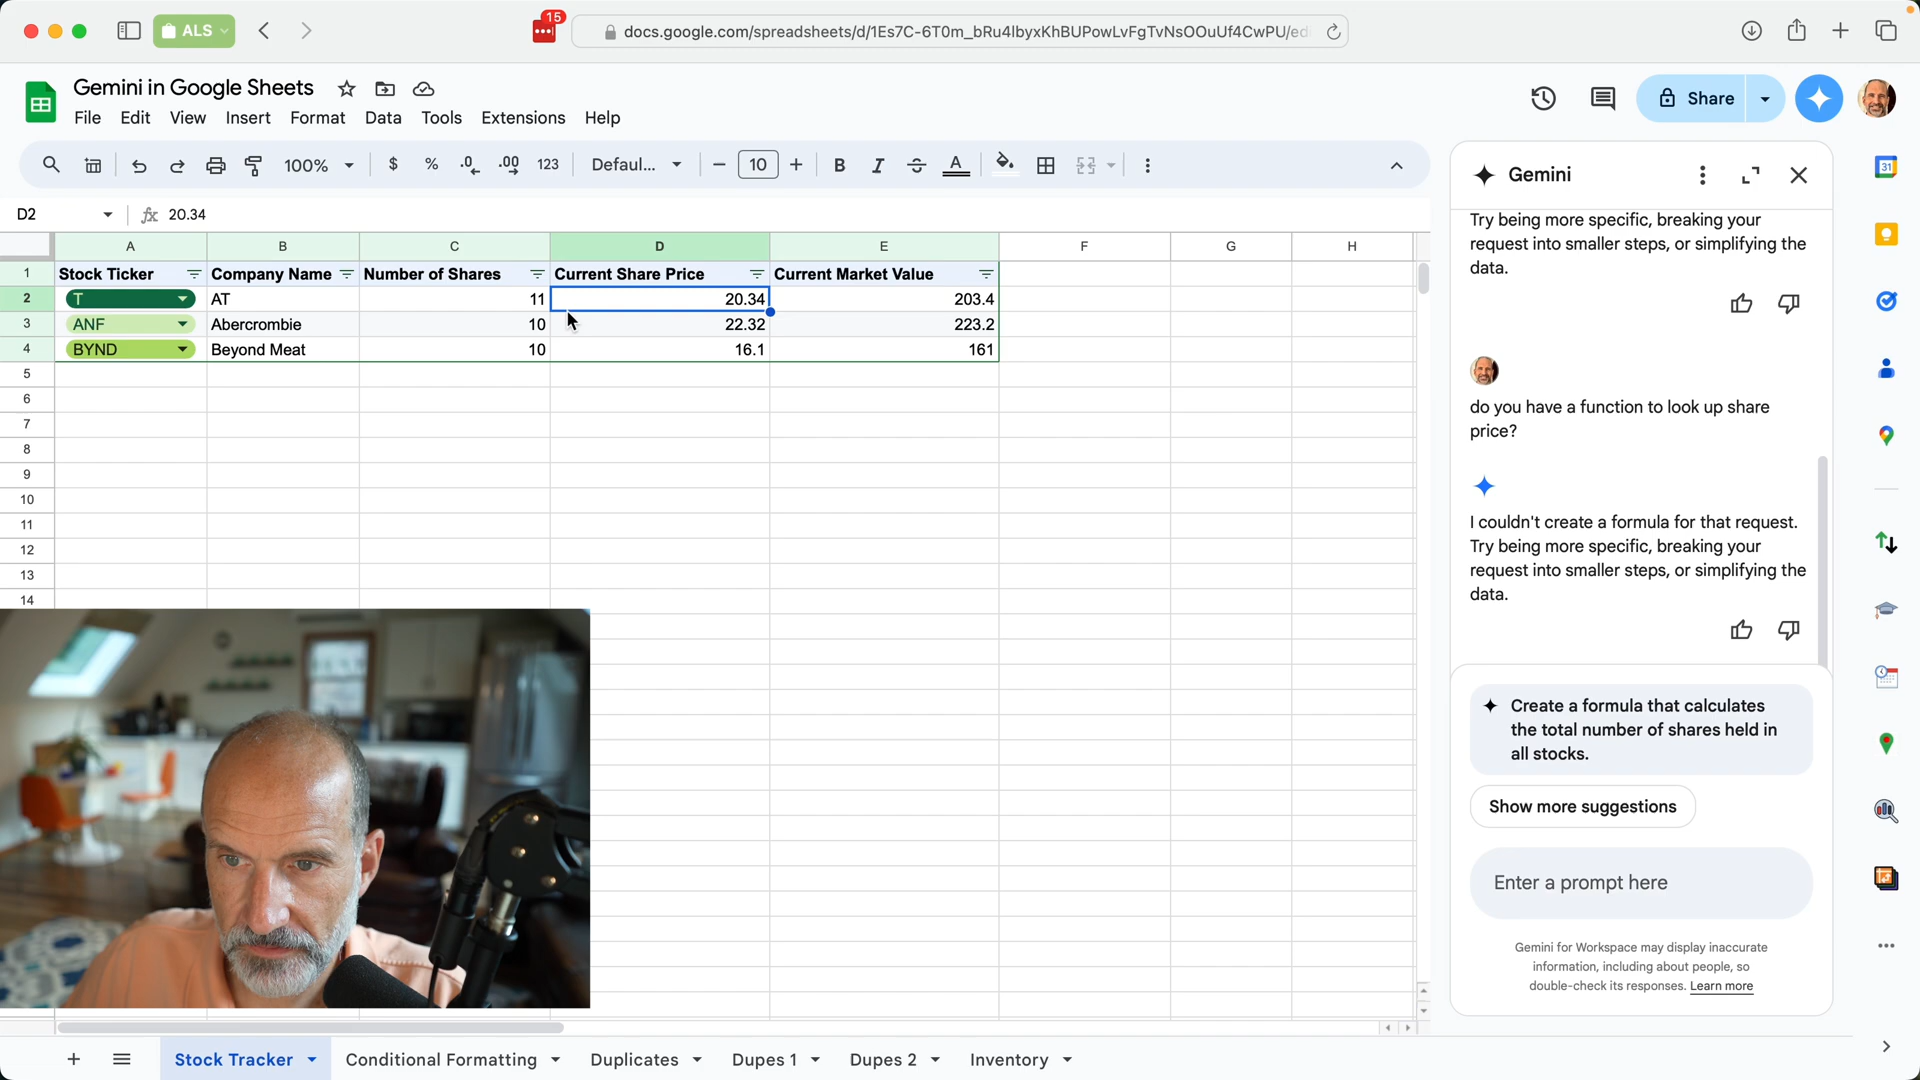 ALS
15
docs.google.com/spreadsheets/d/1Es7C-6T0m_bRu4lbyxKhBUPowLvFgTvNsOOuUf4CwPU/edi
Gemini in Google Sheets
File Edit View Insert Format Data Tools Extensions Help
Share
100% $ % .0 .00 123 Defaul... 10 B I S A
D2 fx 20.34
A B C D E F G H
1 Stock Ticker Company Name Number of Shares Current Share Price Current Market Value
2 T AT 11 20.34 203.4
3 ANF Abercrombie 10 22.32 223.2
4 BYND Beyond Meat 10 16.1 161
5
6
7
8
9
10
11
12
13
14
Gemini
Try being more specific, breaking your
request into smaller steps, or simplifying the
data.
do you have a function to look up share
price?
I couldn't create a formula for that request.
Try being more specific, breaking your
request into smaller steps, or simplifying the
data.
Create a formula that calculates
the total number of shares held in
all stocks.
Show more suggestions
Enter a prompt here
Gemini for Workspace may display inaccurate
information, including about people, so
double-check its responses. Learn more
31
Stock Tracker Conditional Formatting Duplicates Dupes 1 Dupes 2 Inventory